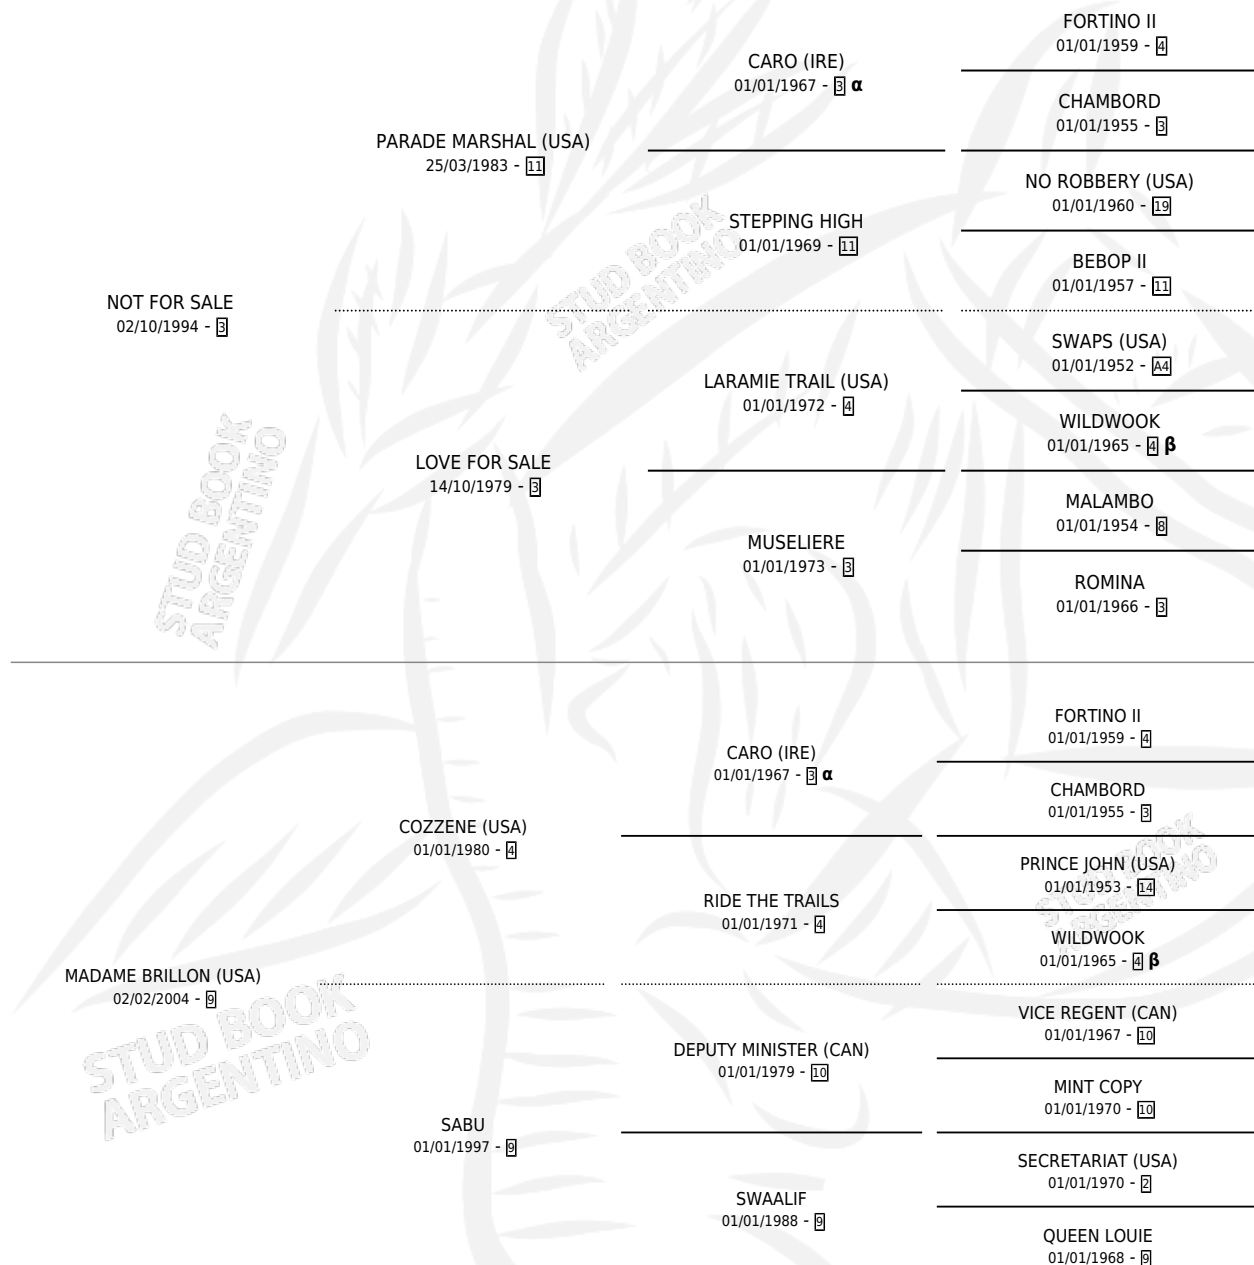 FORTINO II
01/01/1959 - 4
CARO (IRE)
01/01/1967 - 3 α
CHAMBORD
01/01/1955 - 3
PARADE MARSHAL (USA)
25/03/1983 - 11
NO ROBBERY (USA)
01/01/1960 - 19
STEPPING HIGH
01/01/1969 - 11
BEBOP II
01/01/1957 - 11
NOT FOR SALE
02/10/1994 - 3
SWAPS (USA)
01/01/1952 - A4
LARAMIE TRAIL (USA)
01/01/1972 - 4
WILDWOOK
01/01/1965 - 4 β
LOVE FOR SALE
14/10/1979 - 3
MALAMBO
01/01/1954 - 8
MUSELIERE
01/01/1973 - 3
ROMINA
01/01/1966 - 3
FORTINO II
01/01/1959 - 4
CARO (IRE)
01/01/1967 - 3 α
CHAMBORD
01/01/1955 - 3
COZZENE (USA)
01/01/1980 - 4
PRINCE JOHN (USA)
01/01/1953 - 14
RIDE THE TRAILS
01/01/1971 - 4
WILDWOOK
01/01/1965 - 4 β
MADAME BRILLON (USA)
02/02/2004 - 9
VICE REGENT (CAN)
01/01/1967 - 10
DEPUTY MINISTER (CAN)
01/01/1979 - 10
MINT COPY
01/01/1970 - 10
SABU
01/01/1997 - 9
SECRETARIAT (USA)
01/01/1970 - 2
SWAALIF
01/01/1988 - 9
QUEEN LOUIE
01/01/1968 - 9
STUD BOOK
ARGENTINO
STUD BOOK
ARGENTINO
STUD BOOK
ARGENTINO
STUD BOOK
ARGENTINO